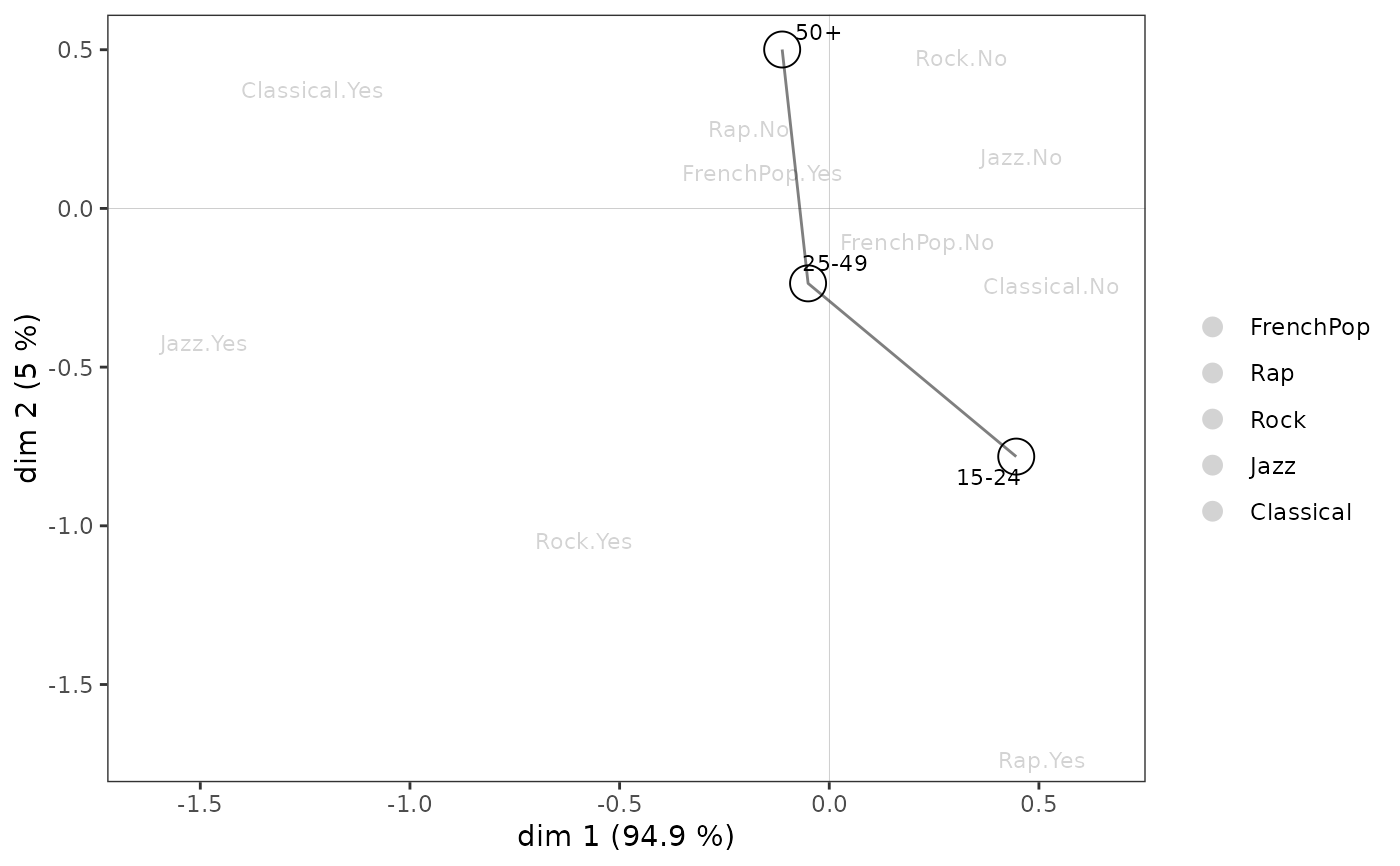 50+
0.5
Rock.No
Classical.Yes
Rap.No
Jazz.No
FrenchPop.Yes
0.0
FrenchPop.No
25-49
Classical.No
FrenchPop
Jazz.Yes
-0.5
Rap
Rock
15-24
Jazz
Classical
-1.0
Rock.Yes
-1.5
Rap.Yes
dim 2 (5 %)
-1.5 -1.0 -0.5 0.0 0.5
dim 1 (94.9 %)